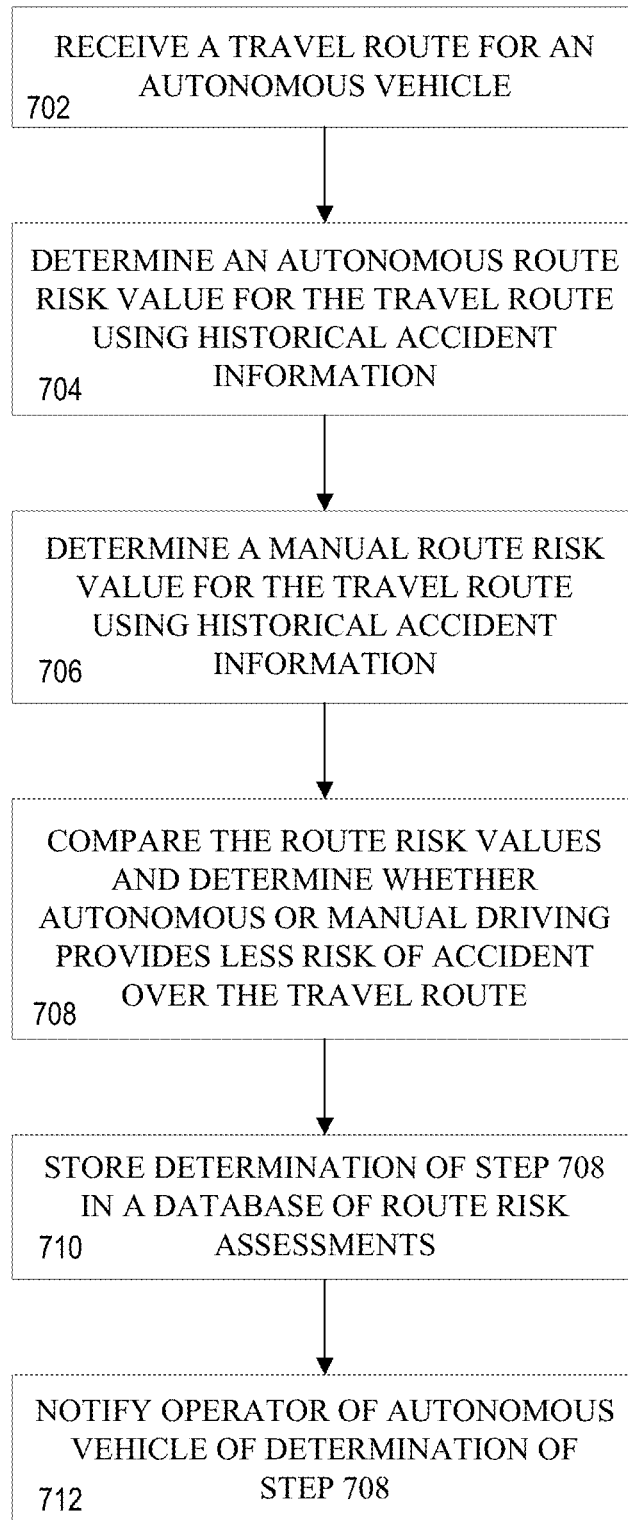 RECEIVE A TRAVEL ROUTE FOR AN
AUTONOMOUS VEHICLE
702
DETERMINE AN AUTONOMOUS ROUTE
RISK VALUE FOR THE TRAVEL ROUTE
USING HISTORICAL ACCIDENT
INFORMATION
704
DETERMINE A MANUAL ROUTE RISK
VALUE FOR THE TRAVEL ROUTE
USING HISTORICAL ACCIDENT
INFORMATION
706
COMPARE THE ROUTE RISK VALUES
AND DETERMINE WHETHER
AUTONOMOUS OR MANUAL DRIVING
PROVIDES LESS RISK OF ACCIDENT
OVER THE TRAVEL ROUTE
708
STORE DETERMINATION OF STEP 708
IN A DATABASE OF ROUTE RISK
ASSESSMENTS
710
NOTIFY OPERATOR OF AUTONOMOUS
VEHICLE OF DETERMINATION OF
STEP 708
712